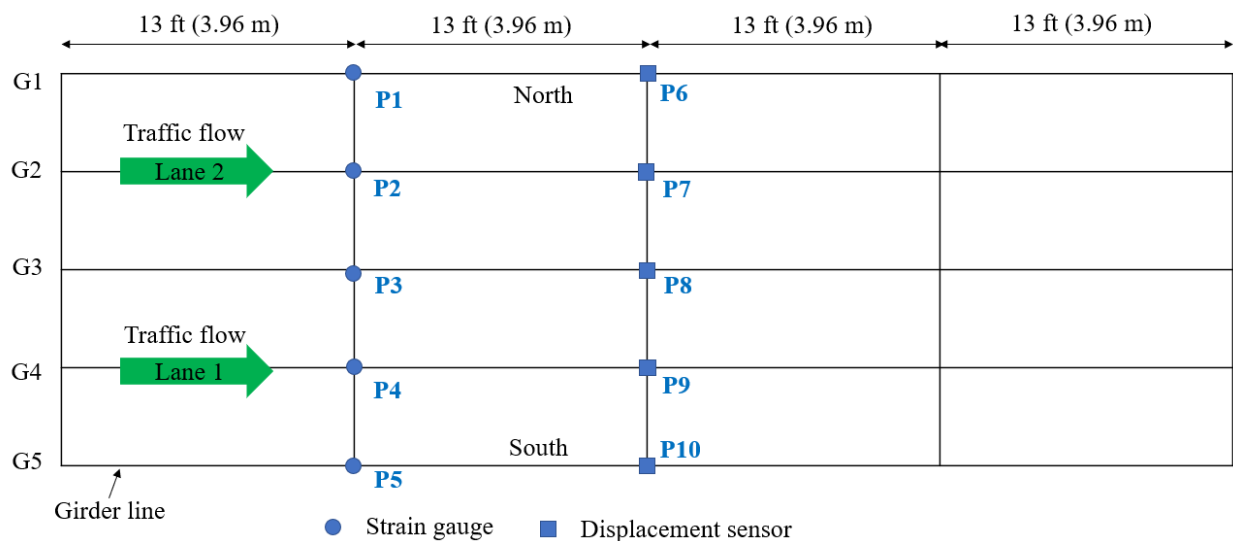 13 ft (3.96 m) 13 ft (3.96 m) 13 ft (3.96 m) 13 ft (3.96 m)
G1
P1 North P6
Traffic flow
G2 Lane 2
P2 P7
G3
P3 P8
Traffic flow
G4 Lane 1
P4 P9
South P10
G5
P5
Girder line
Strain gauge Displacement sensor